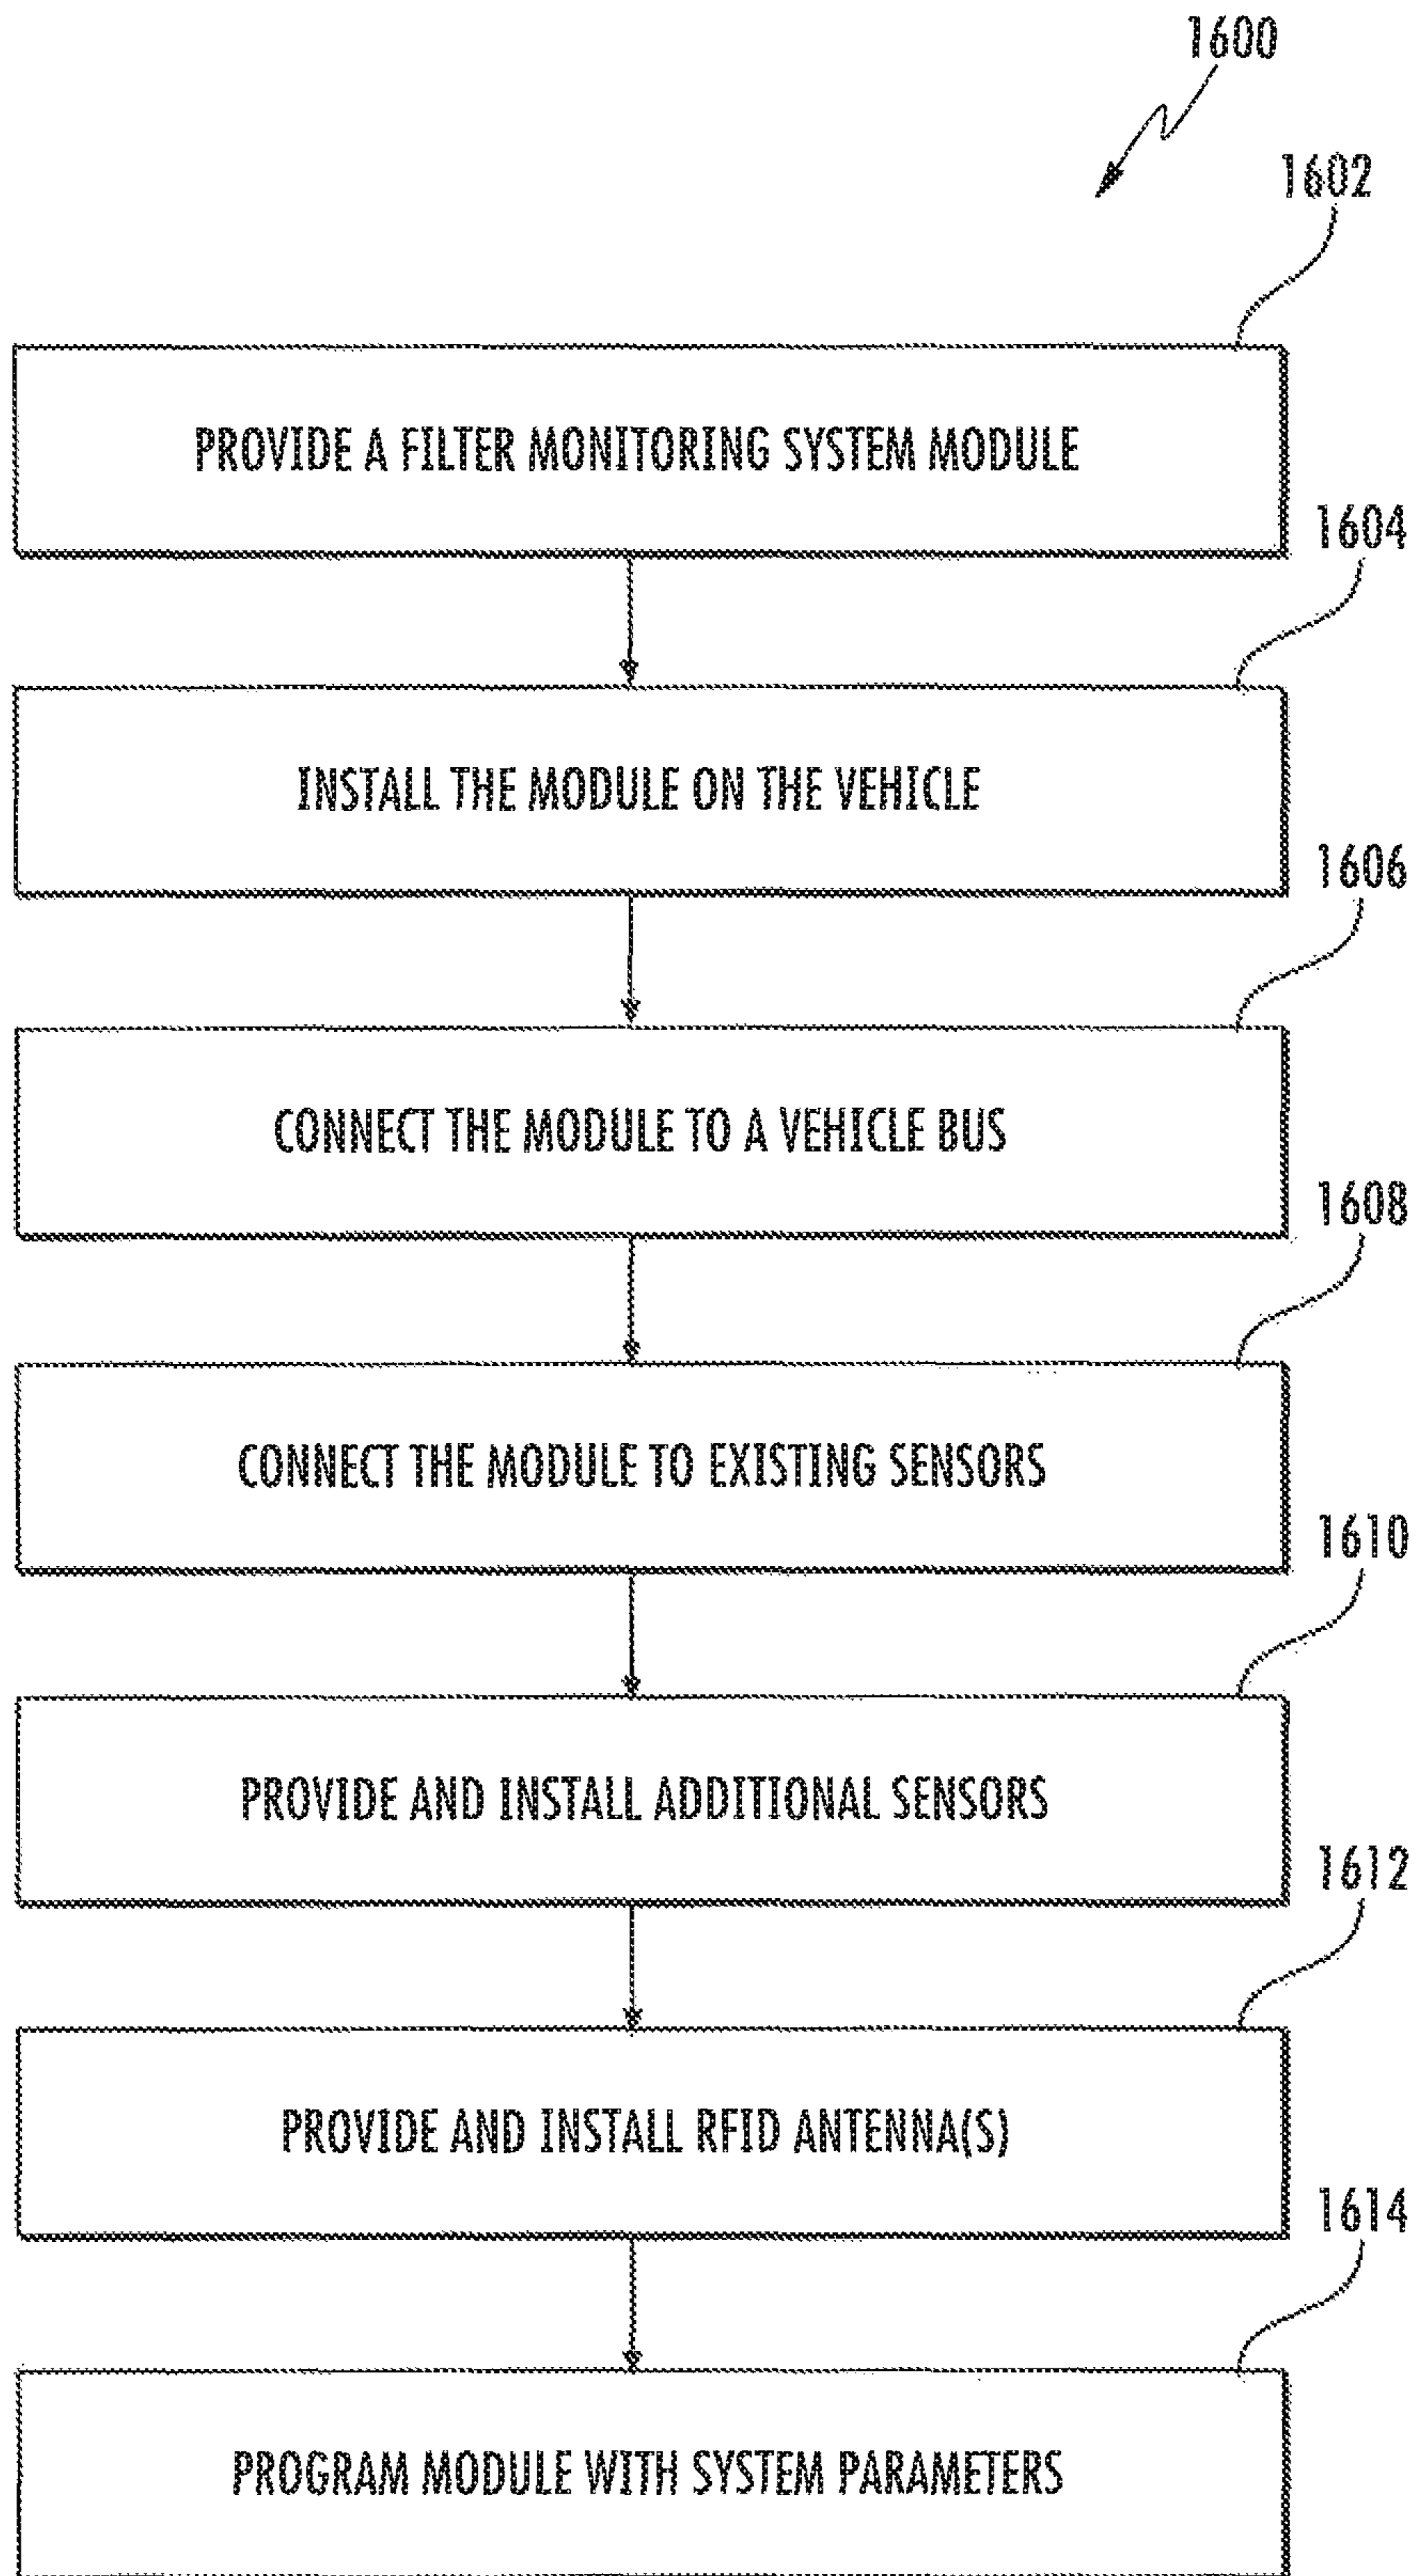 1600
1602
PROVIDE A FILTER MONITORING SYSTEM MODULE
1604
INSTALL THE MODULE ON THE VEHICLE
1606
CONNECT THE MODULE TO A VEHICLE BUS
1608
CONNECT THE MODULE TO EXISTING SENSORS
1610
PROVIDE AND INSTALL ADDITIONAL SENSORS
1612
PROVIDE AND INSTALL RFID ANTENNA(S)
1614
PROGRAM MODULE WITH SYSTEM PARAMETERS